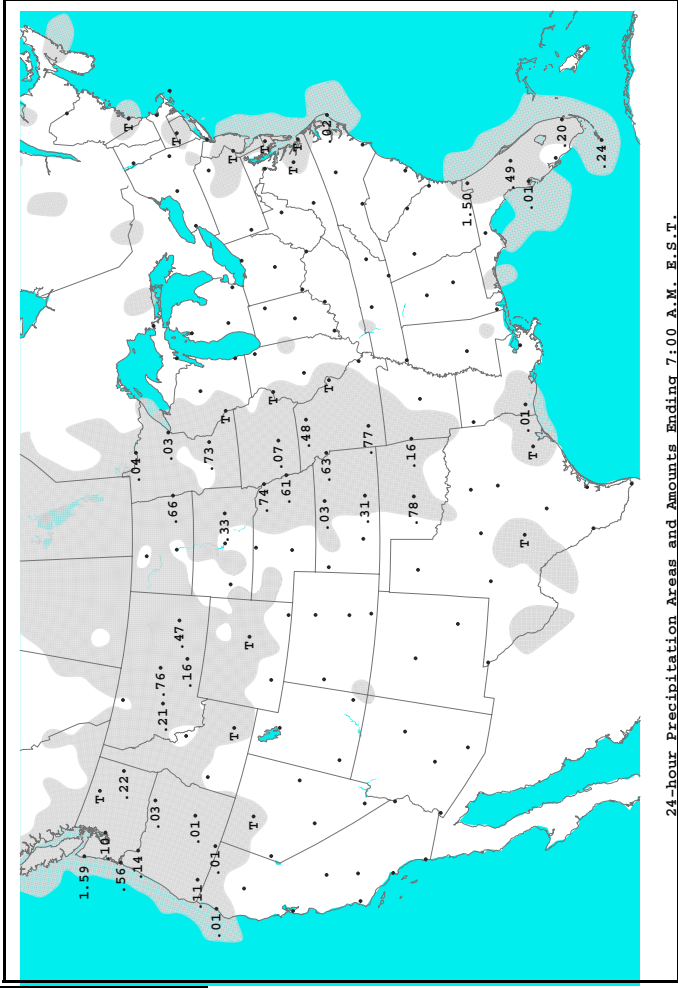 1.59
T
.10
.56
.22
T
.04
.14
.03
.76
.21
.03
.66
T
.47
.16
.01
.11
.73
.01
.01
.33
T
T
T
T
T
.74
T
T
.07
.61
T
T
.48
.03
.63
.02
T
.31
.77
.16
.78
1.50
.49
T
.01
.01
T
.20
.24
24-hour Precipitation Areas and Amounts Ending 7:00 A.M. E.S.T.